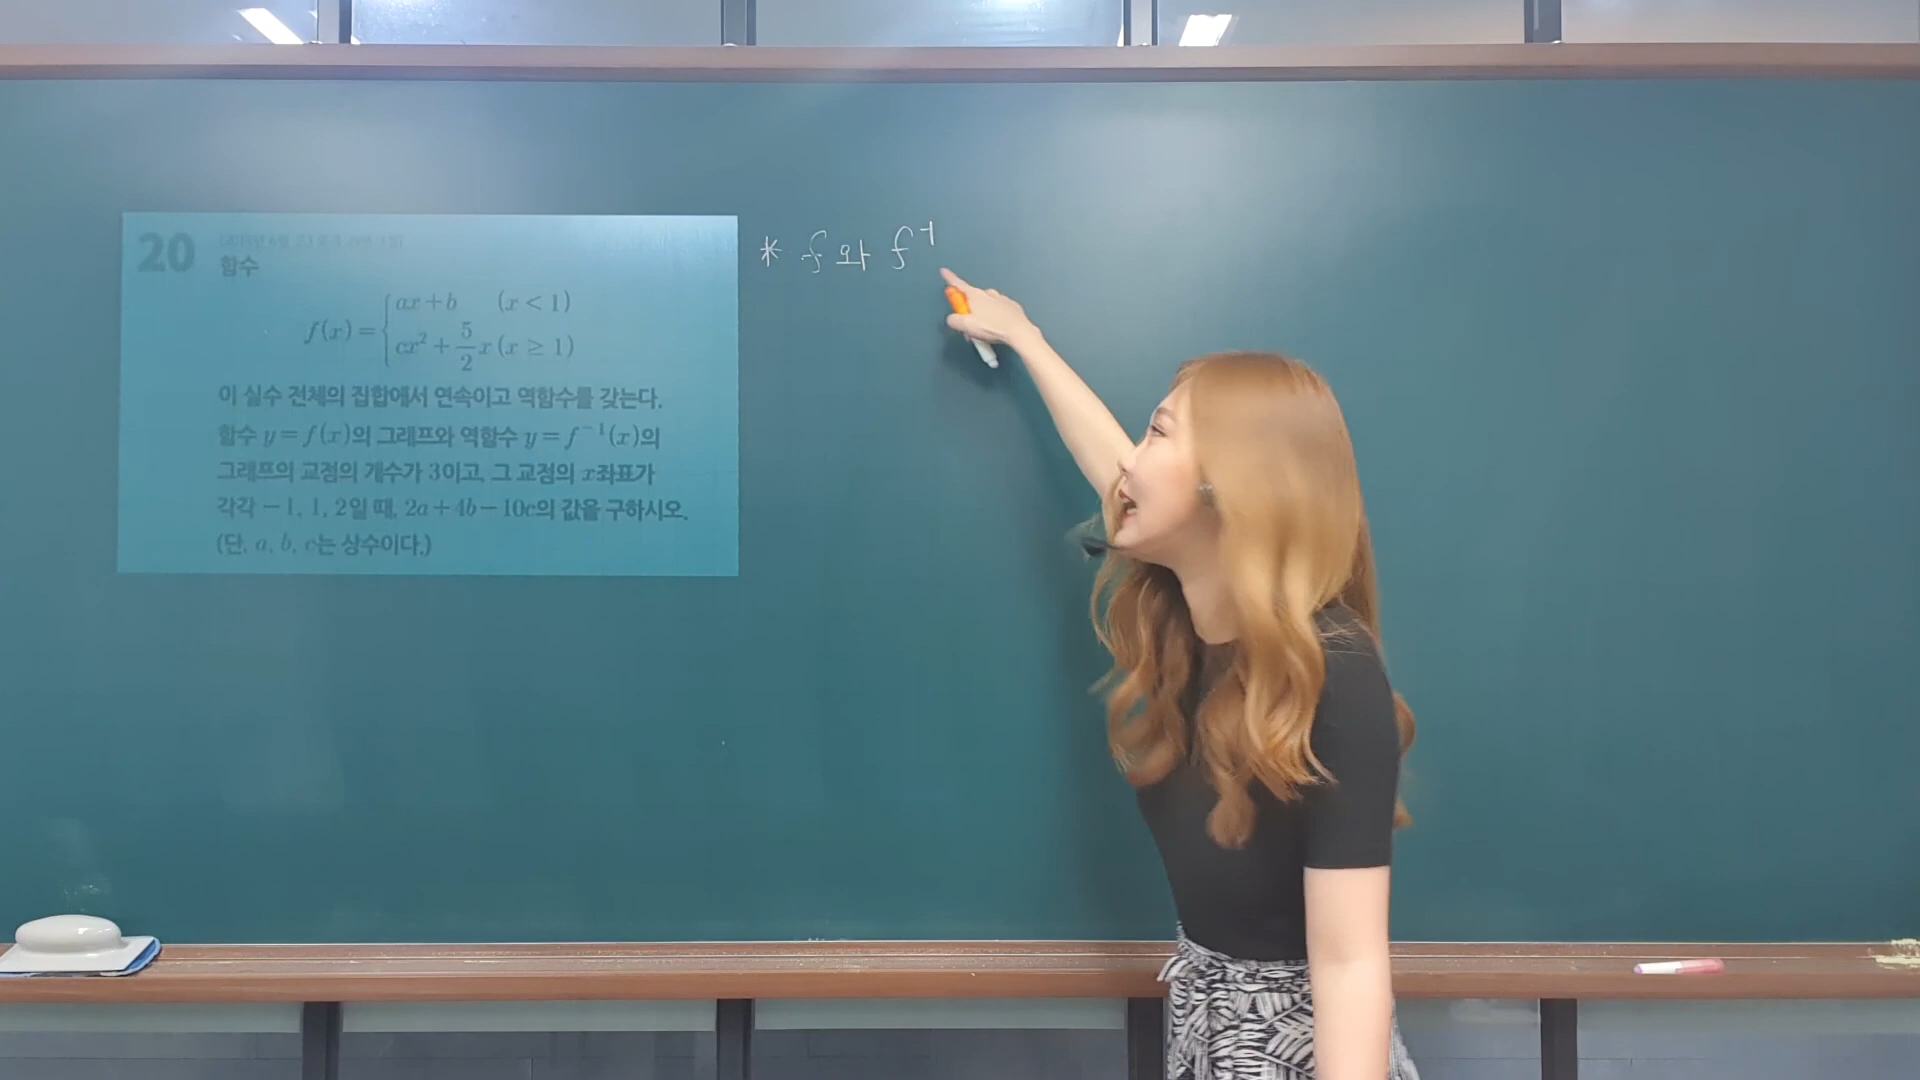 20
함수
f(x) = { ax+b (x < 1)
cx² + 5/2 x (x ≥ 1)
이 실수 전체의 집합에서 연속이고 역함수를 갖는다.
함수 y=f(x)의 그래프와 역함수 y=f⁻¹(x)의
그래프의 교점의 개수가 3이고, 그 교점의 x좌표가
각각 −1, 1, 2일 때, 2a+4b−10c의 값을 구하시오.
(단, a, b, c는 상수이다.)
* f 와 f⁻¹